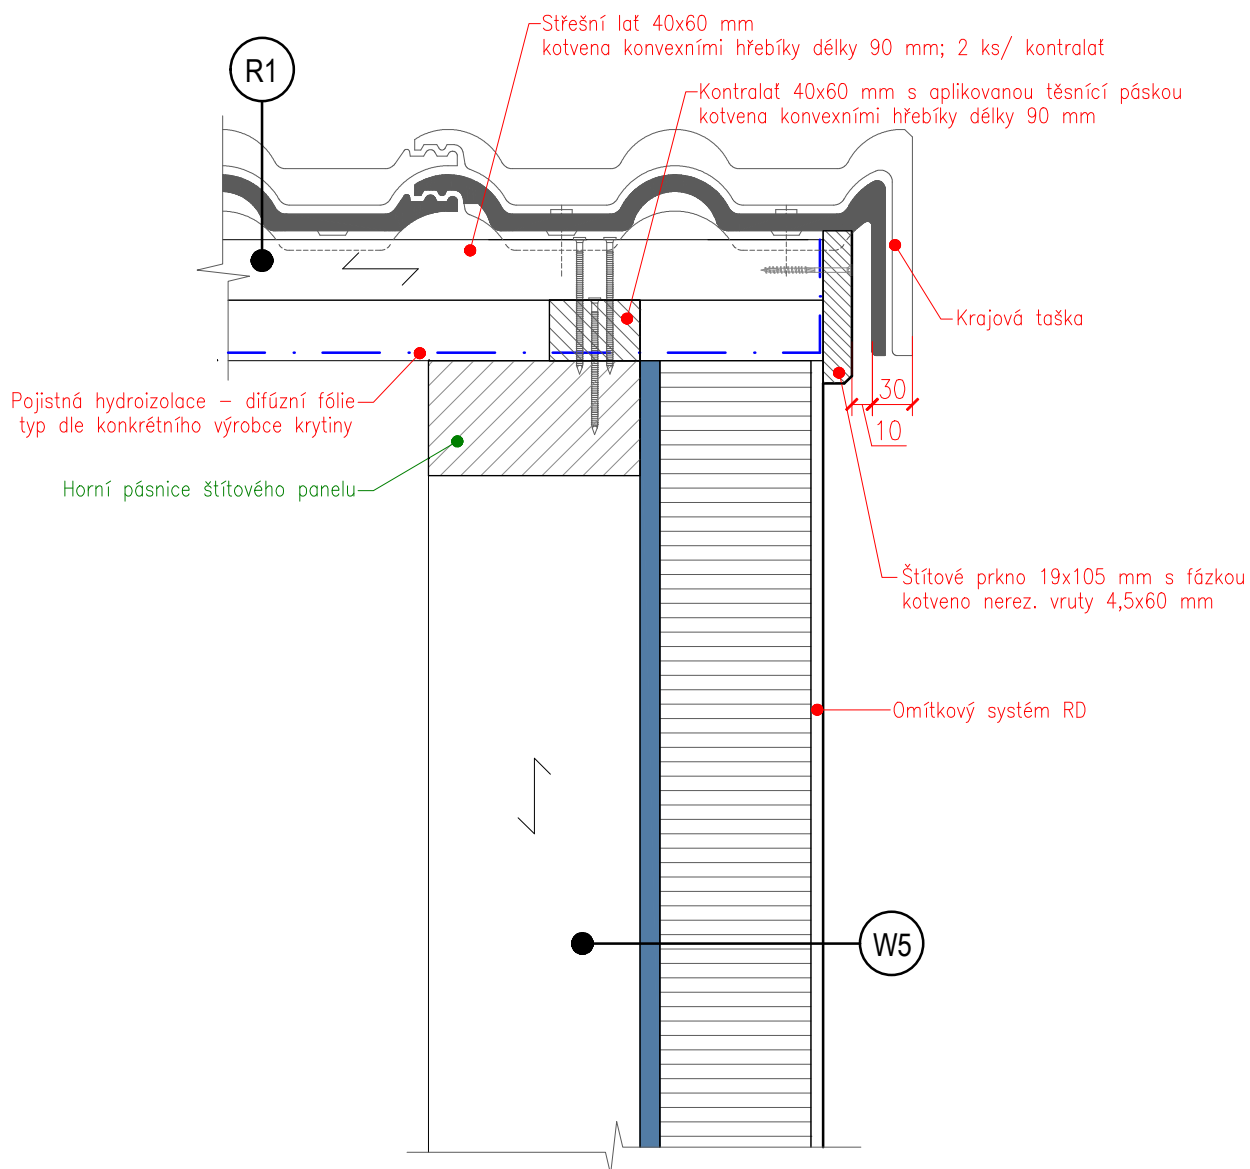 Střešní lať 40x60 mm
kotvena konvexními hřebíky délky 90 mm; 2 ks/ kontralať
R1
Kontralať 40x60 mm s aplikovanou těsnící páskou
kotvena konvexními hřebíky délky 90 mm
Krajová taška
Pojistná hydroizolace – difúzní fólie
typ dle konkrétního výrobce krytiny
30
10
Horní pásnice štítového panelu
Štítové prkno 19x105 mm s fázkou
kotveno nerez. vruty 4,5x60 mm
Omítkový systém RD
W5